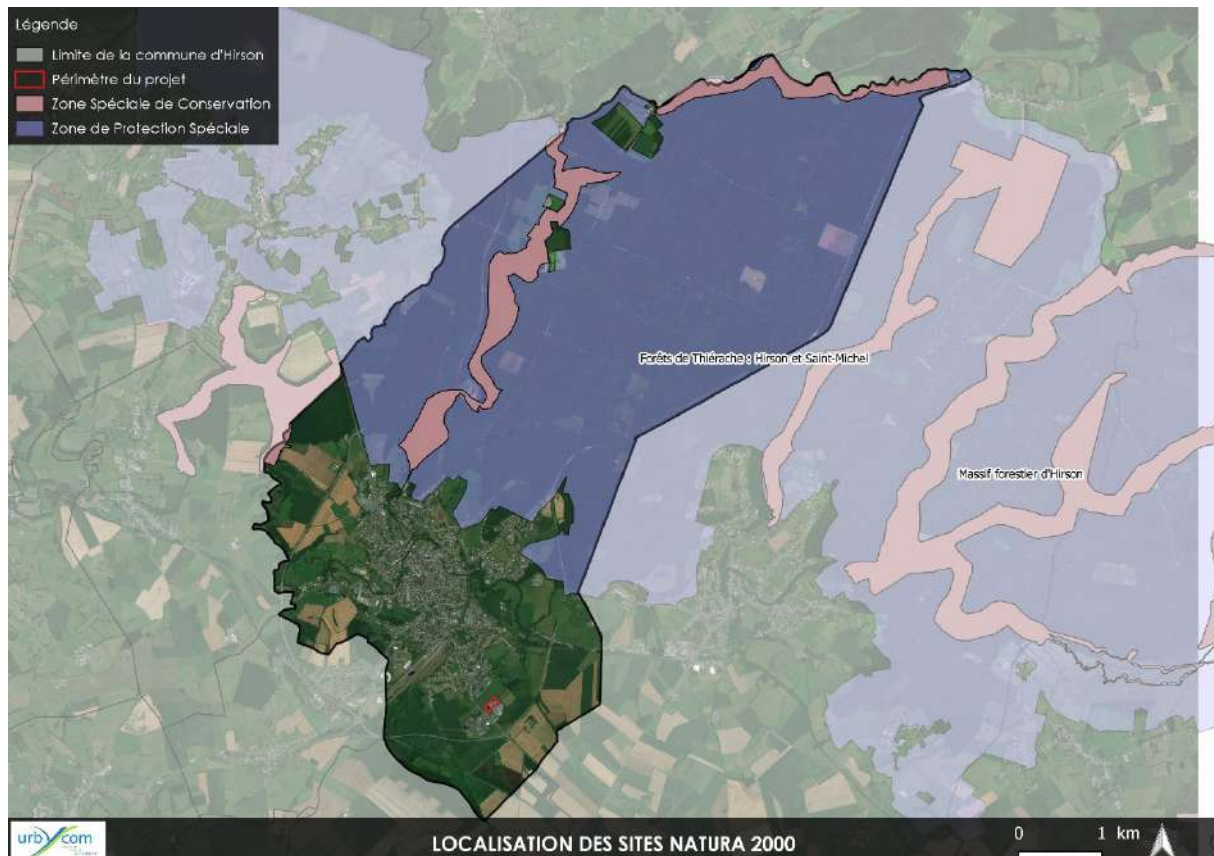 Légende
Limite de la commune d'Hirson
Périmètre du projet
Zone Spéciale de Conservation
Zone de Protection Spéciale
Forêts de Thiérache : Hirson et Saint-Michel
Massif forestier d'Hirson
urbycom
LOCALISATION DES SITES NATURA 2000
0 1 km